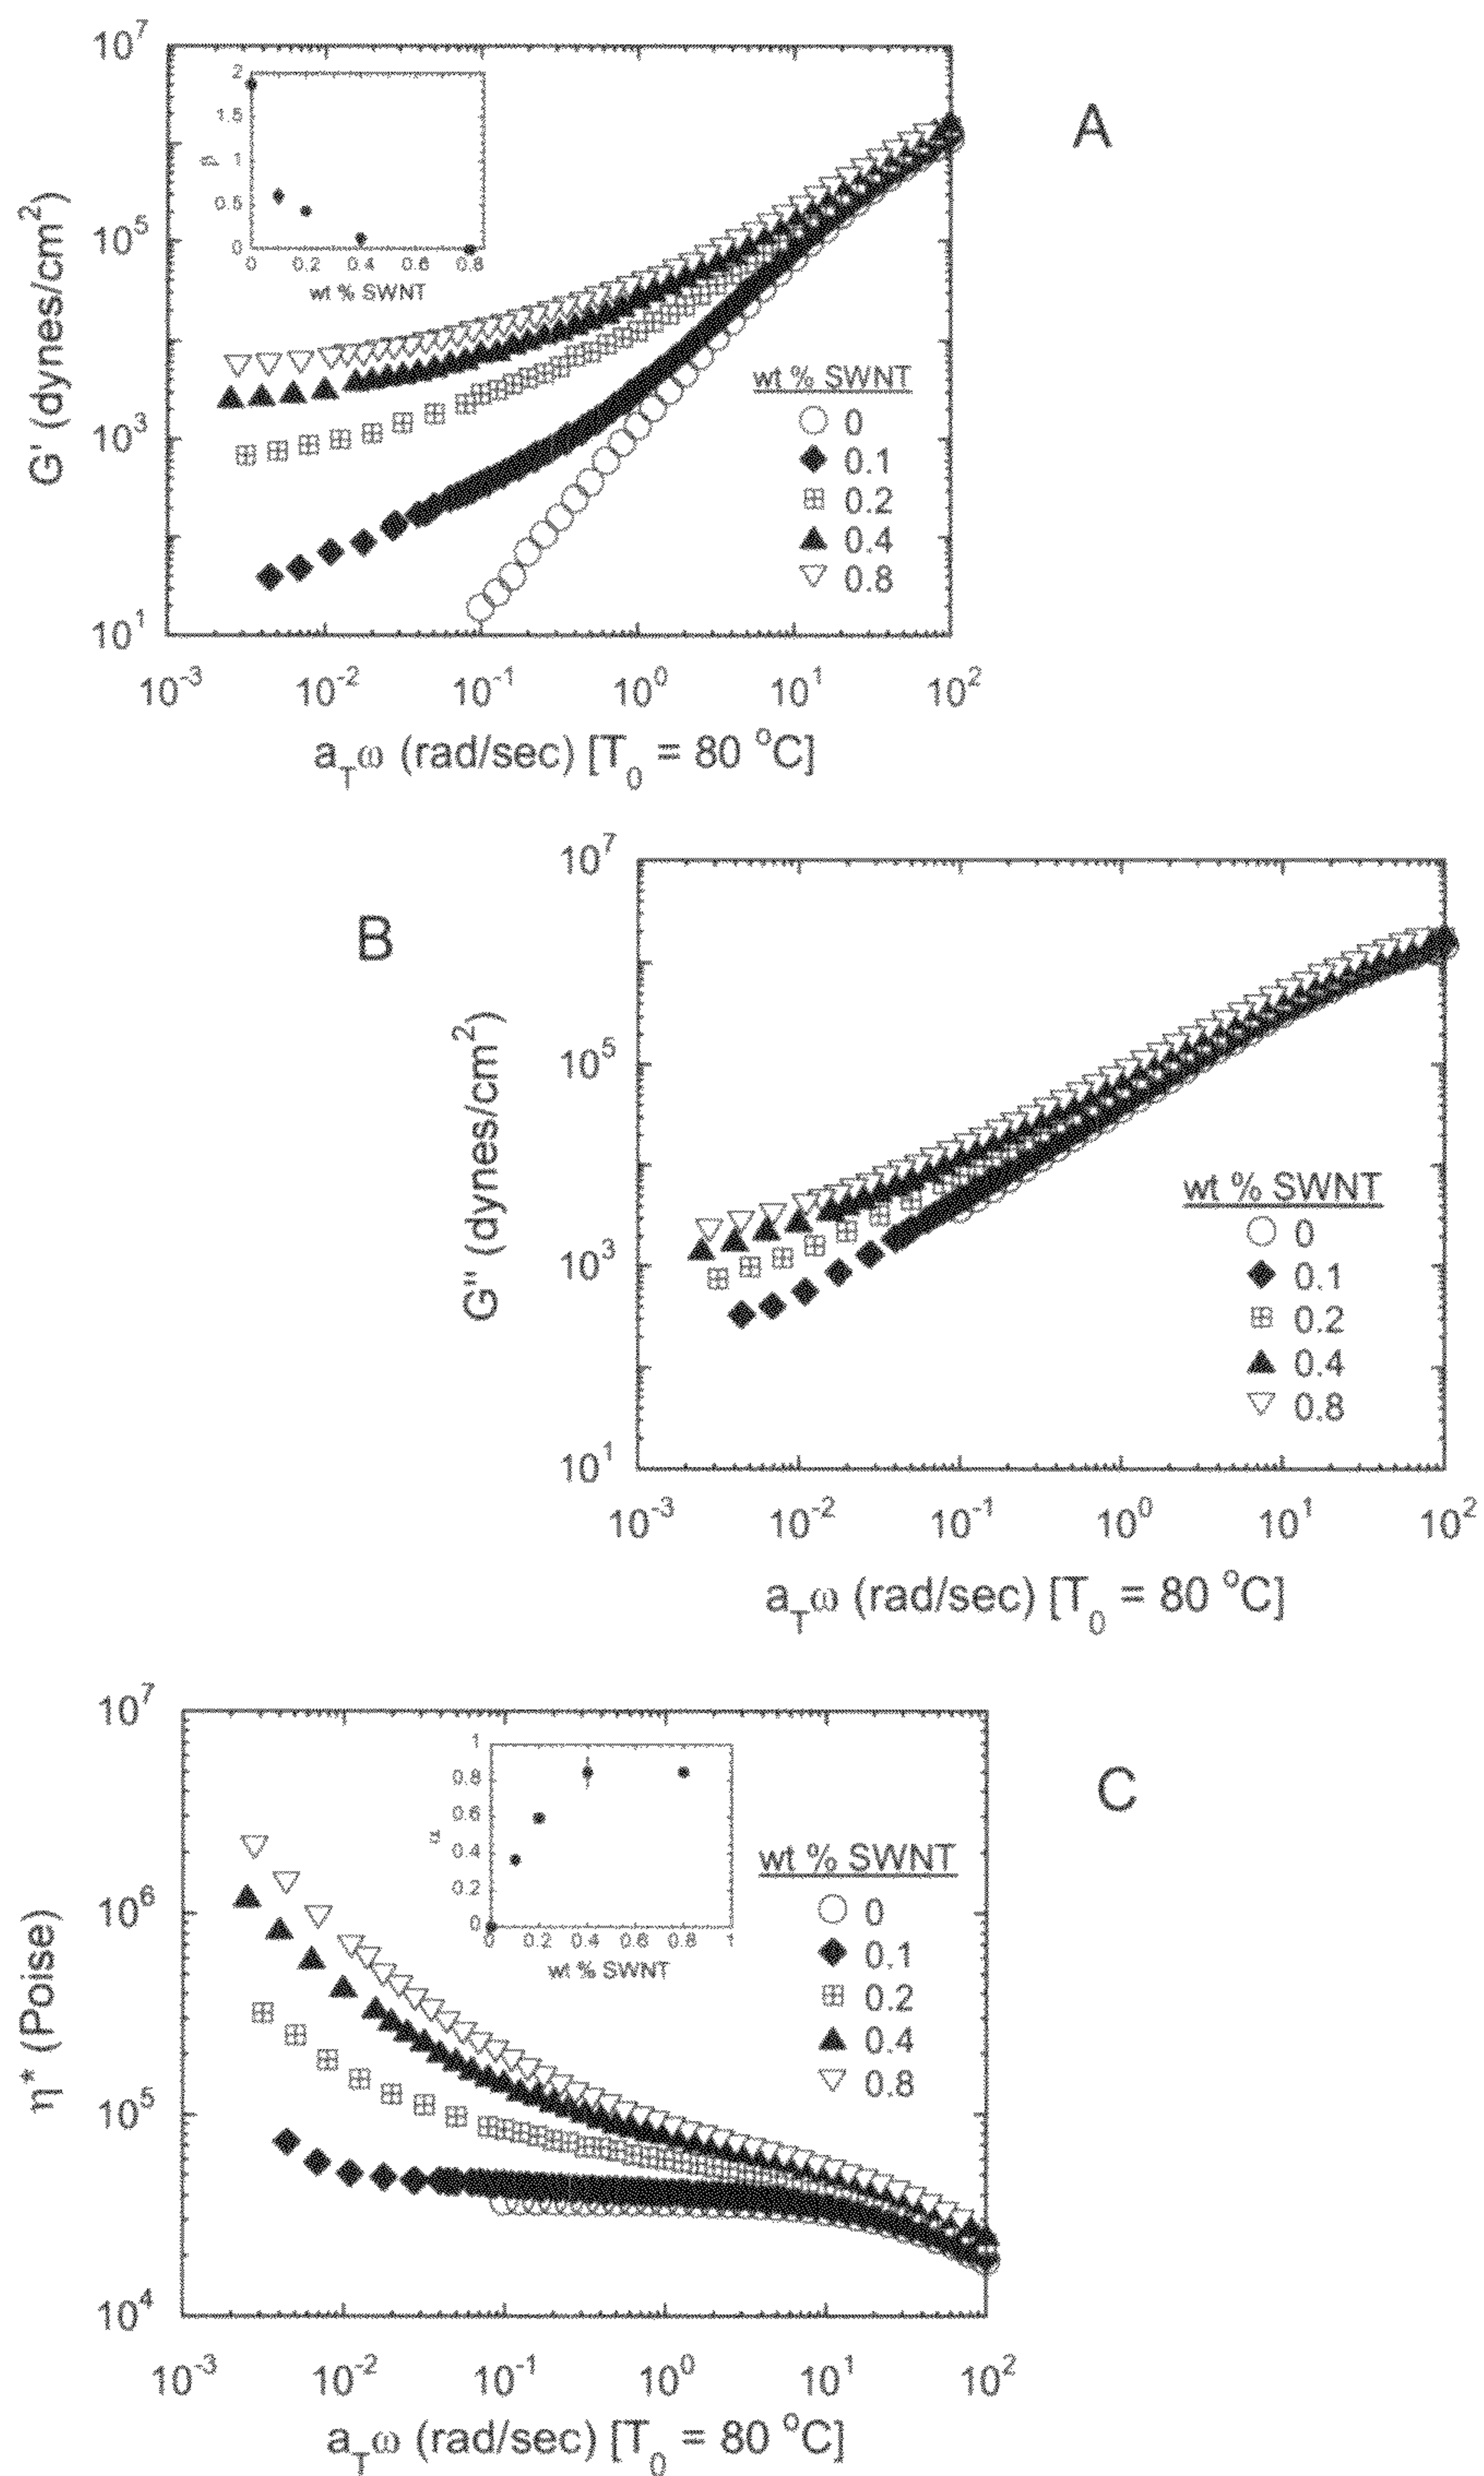 A
10^7
10^5
10^3
10^1
G' (dynes/cm^2)
2
1.5
1
0.5
0
0 0.2 0.4 0.6 0.8
wt % SWNT
wt % SWNT
0
0.1
0.2
0.4
0.8
10^-3 10^-2 10^-1 10^0 10^1 10^2
a_Tω (rad/sec) [T_0 = 80 °C]
B
10^7
10^5
10^3
10^1
G'' (dynes/cm^2)
wt % SWNT
0
0.1
0.2
0.4
0.8
10^-3 10^-2 10^-1 10^0 10^1 10^2
a_Tω (rad/sec) [T_0 = 80 °C]
C
10^7
10^6
10^5
10^4
η* (Poise)
1
0.8
0.6
0.4
0.2
0
0 0.2 0.4 0.6 0.8 1
wt % SWNT
wt % SWNT
0
0.1
0.2
0.4
0.8
10^-3 10^-2 10^-1 10^0 10^1 10^2
a_Tω (rad/sec) [T_0 = 80 °C]